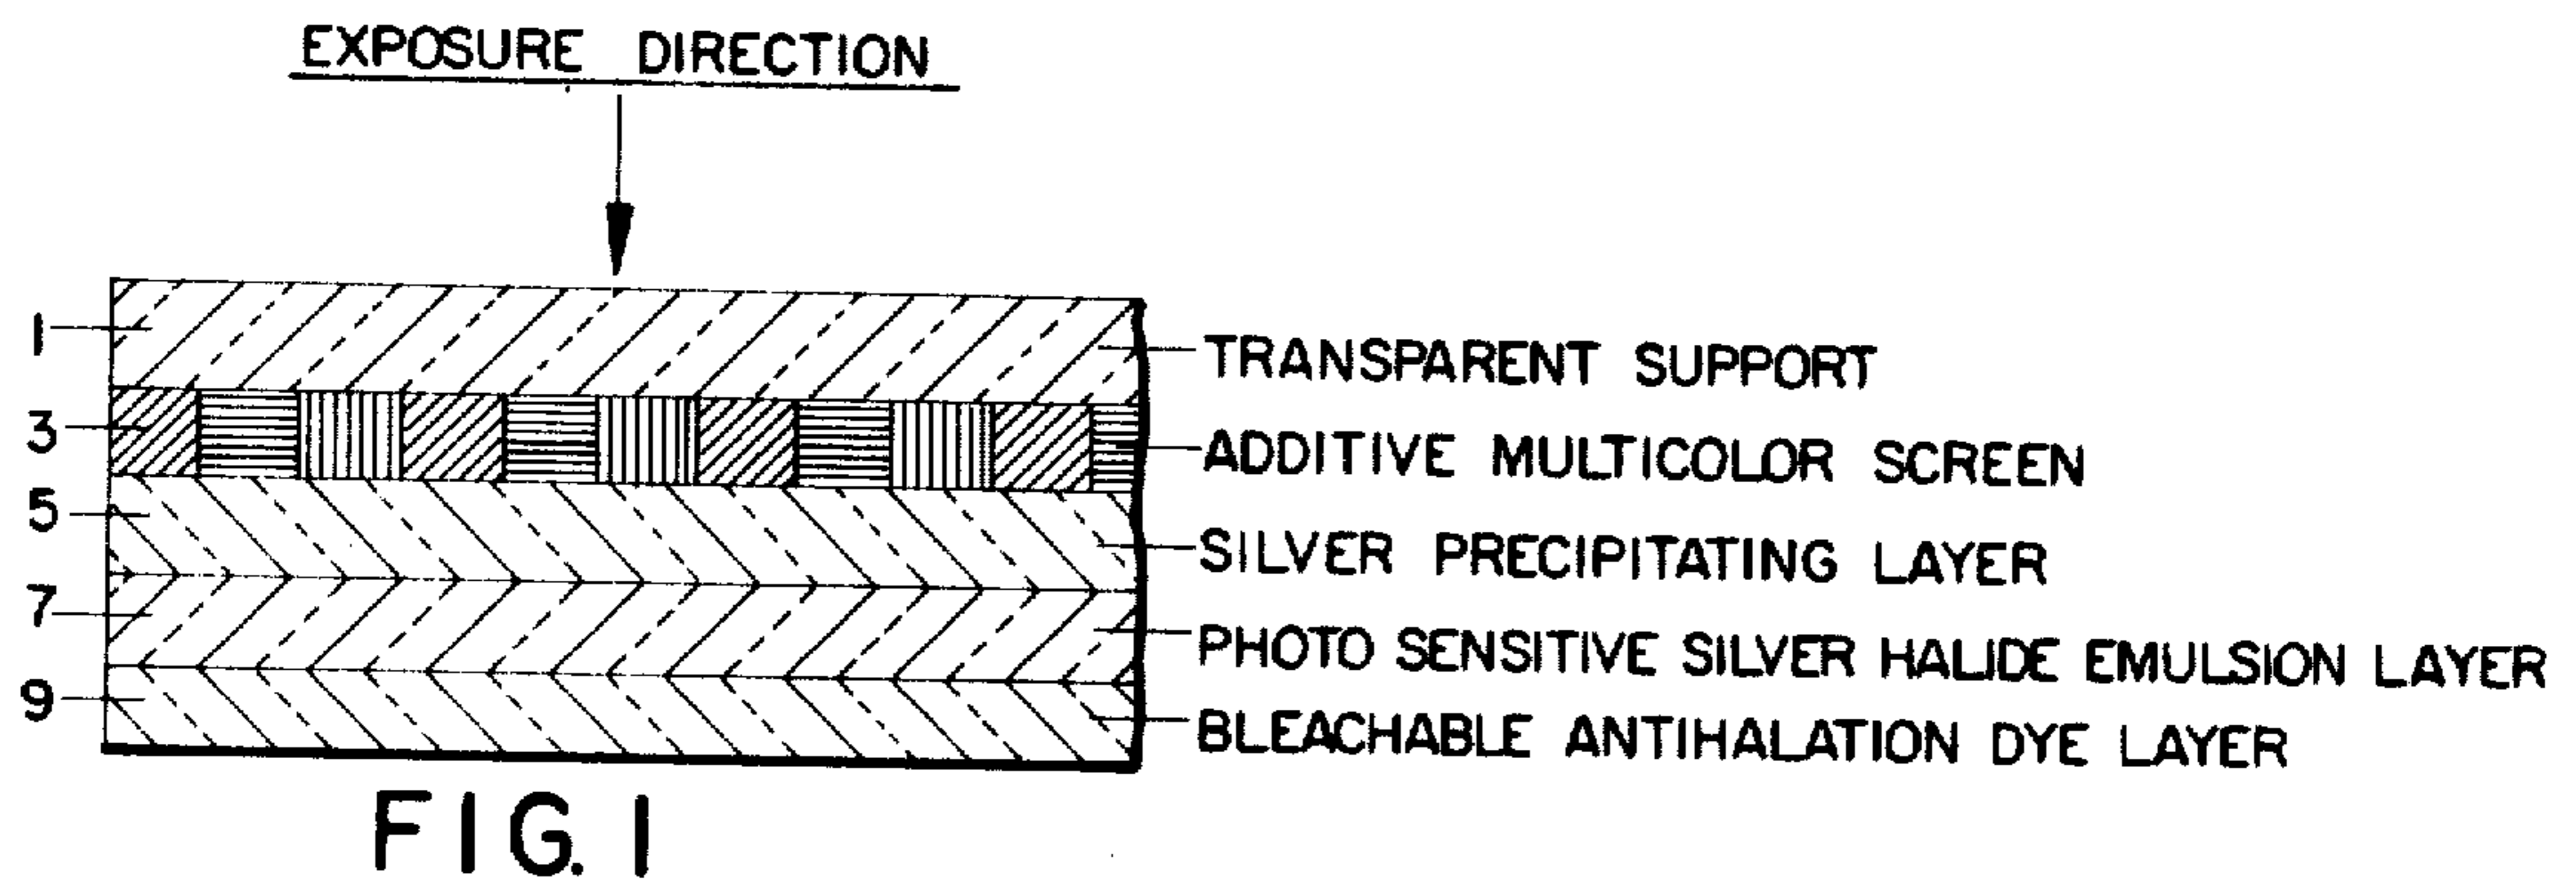 EXPOSURE DIRECTION
1
TRANSPARENT SUPPORT
3
ADDITIVE MULTICOLOR SCREEN
5
SILVER PRECIPITATING LAYER
7
PHOTO SENSITIVE SILVER HALIDE EMULSION LAYER
9
BLEACHABLE ANTIHALATION DYE LAYER
FIG. 1